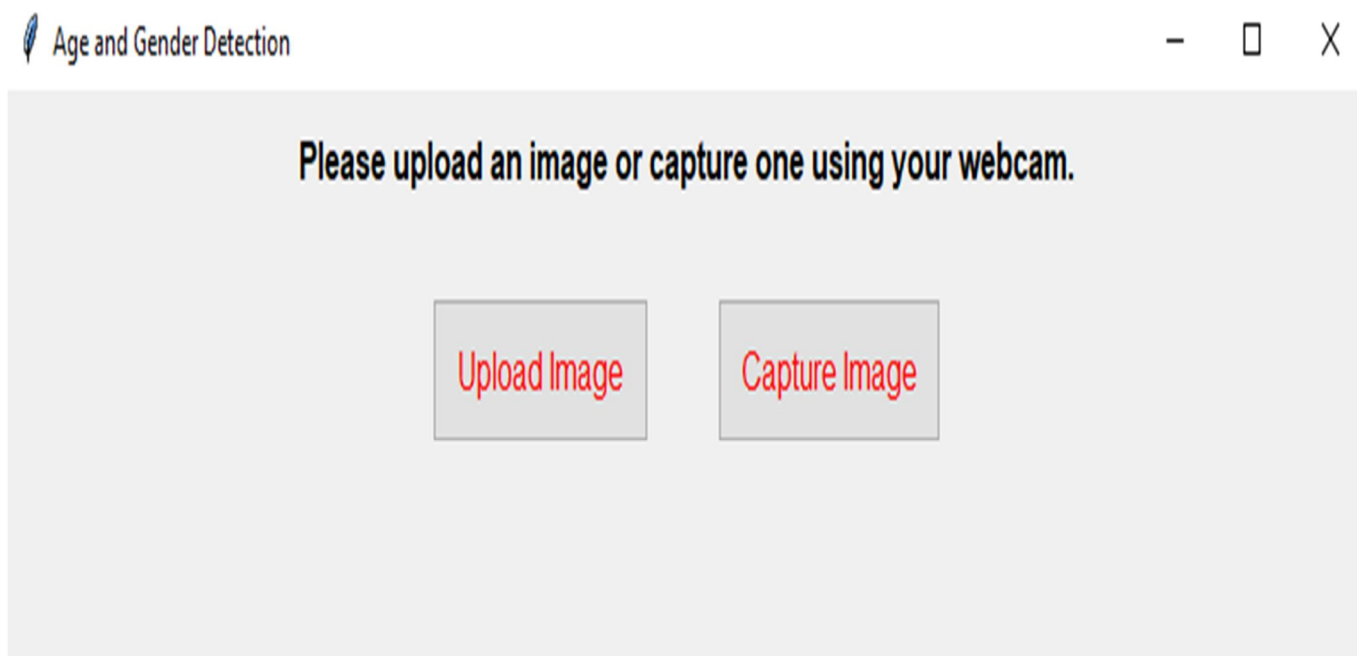 Age and Gender Detection
Please upload an image or capture one using your webcam.
Upload Image Capture Image